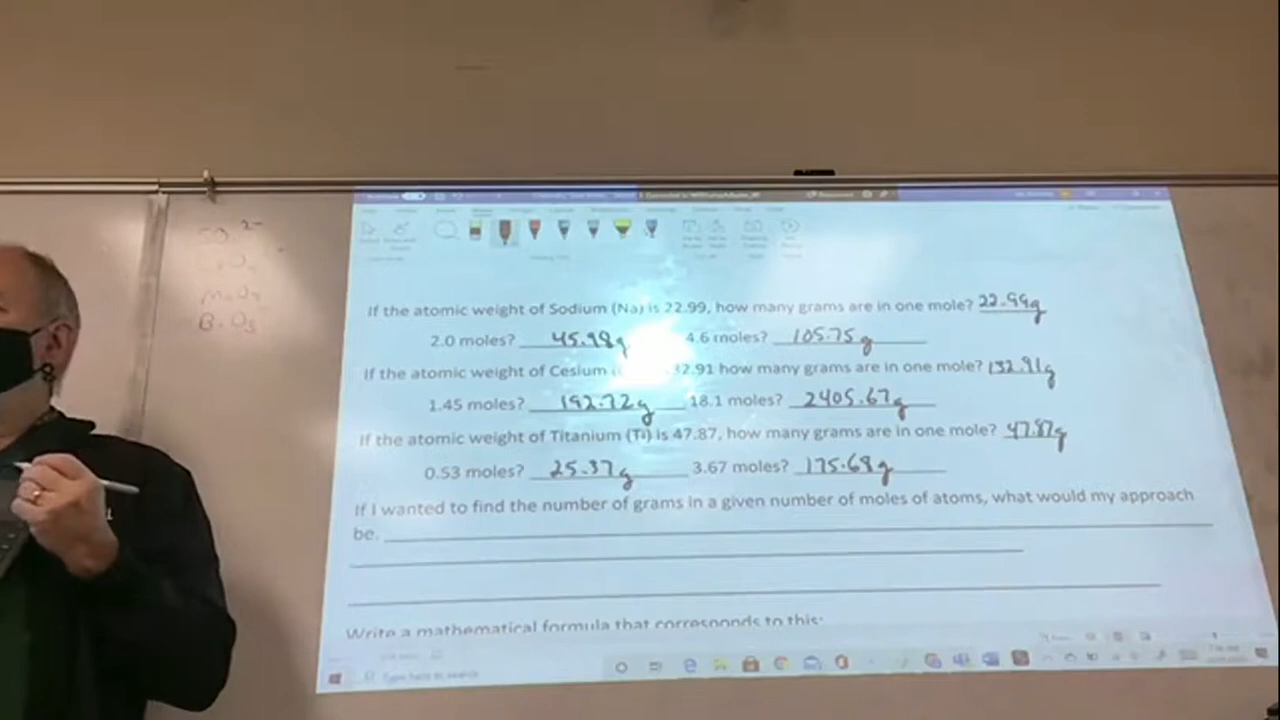 If the atomic weight of Sodium (Na) is 22.99, how many grams are in one mole? 22.99g
2.0 moles? 45.98g 4.6 moles? 105.75g
If the atomic weight of Cesium 32.91 how many grams are in one mole? 132.91g
1.45 moles? 192.72g 18.1 moles? 2405.67g
If the atomic weight of Titanium (Ti) is 47.87, how many grams are in one mole? 47.87g
0.53 moles? 25.37g 3.67 moles? 175.68g
If I wanted to find the number of grams in a given number of moles of atoms, what would my approach
be.
Write a mathematical formula that corresponds to this:
Type here to search